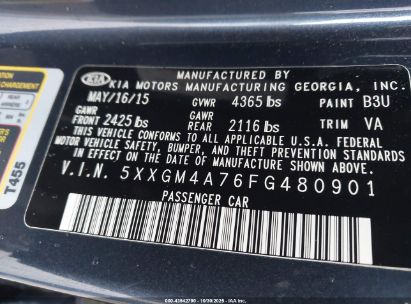 MANUFACTURED BY
KIA KIA MOTORS MANUFACTURING GEORGIA, INC.
MAY/16/15 GVWR 4365 lbs PAINT B3U
GAWR GAWR
FRONT 2425 lbs REAR 2116 lbs TRIM VA
THIS VEHICLE CONFORMS TO ALL APPLICABLE U.S.A. FEDERAL
MOTOR VEHICLE SAFETY, BUMPER, AND THEFT PREVENTION STANDARDS
IN EFFECT ON THE DATE OF MANUFACTURE SHOWN ABOVE.
V.I.N. 5XXGM4A76FG480901
PASSENGER CAR
T455